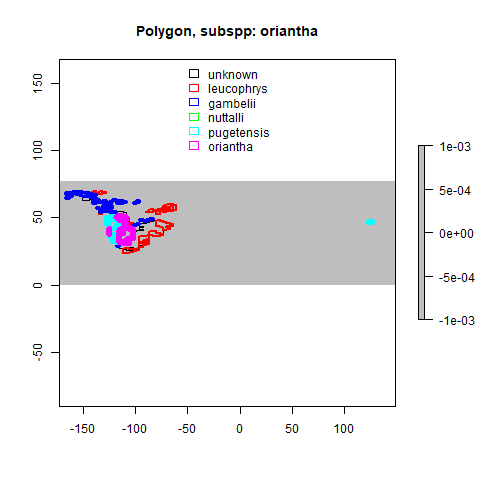 Polygon, subspp: oriantha
unknown
leucophrys
gambelii
nuttalli
pugetensis
oriantha
150
100
50
0
-50
-150
-100
-50
0
50
100
1e-03
5e-04
0e+00
-5e-04
-1e-03